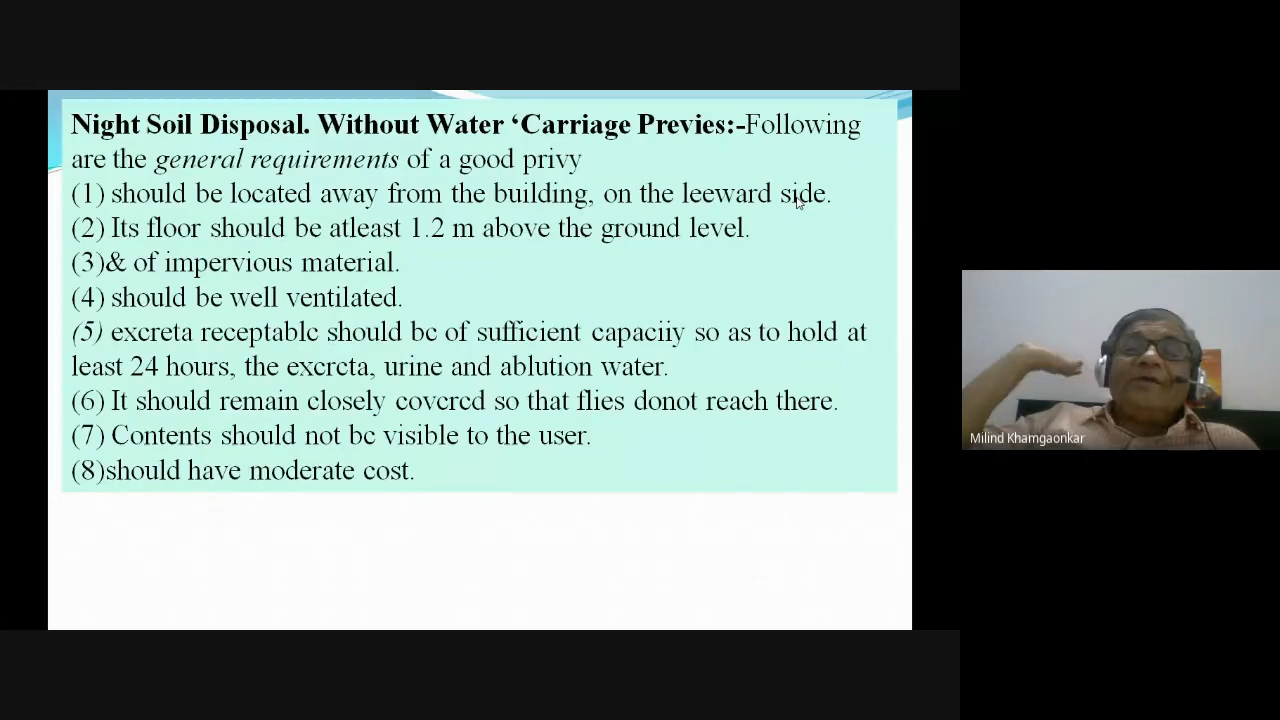 Night Soil Disposal. Without Water ‘Carriage Previes:-Following
are the general requirements of a good privy
(1) should be located away from the building, on the leeward side.
(2) Its floor should be atleast 1.2 m above the ground level.
(3)& of impervious material.
(4) should be well ventilated.
(5) excreta receptablc should bc of sufficient capaciiy so as to hold at
least 24 hours, the excrcta, urine and ablution water.
(6) It should remain closely covcrcd so that flies donot reach there.
(7) Contents should not bc visible to the user.
(8)should have moderate cost.
Milind Khamgaonkar